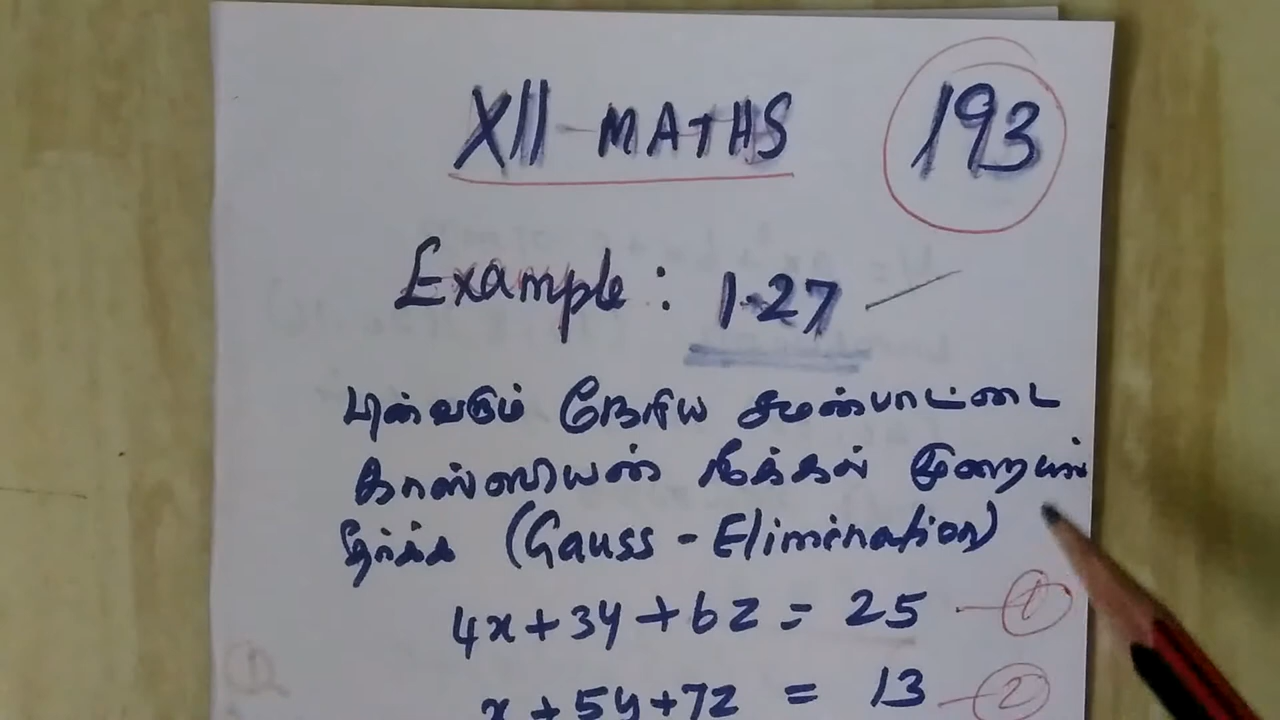 XII - MATHS
193
Example : 1.27
பின்வரும் நேரிய சமன்பாட்டை
காஸ்ஸியன் நீக்கல் முறையில்
தீர்க்க (Gauss - Elimination)
4x + 3y + 6z = 25 — 1
x + 5y + 7z = 13 — 2